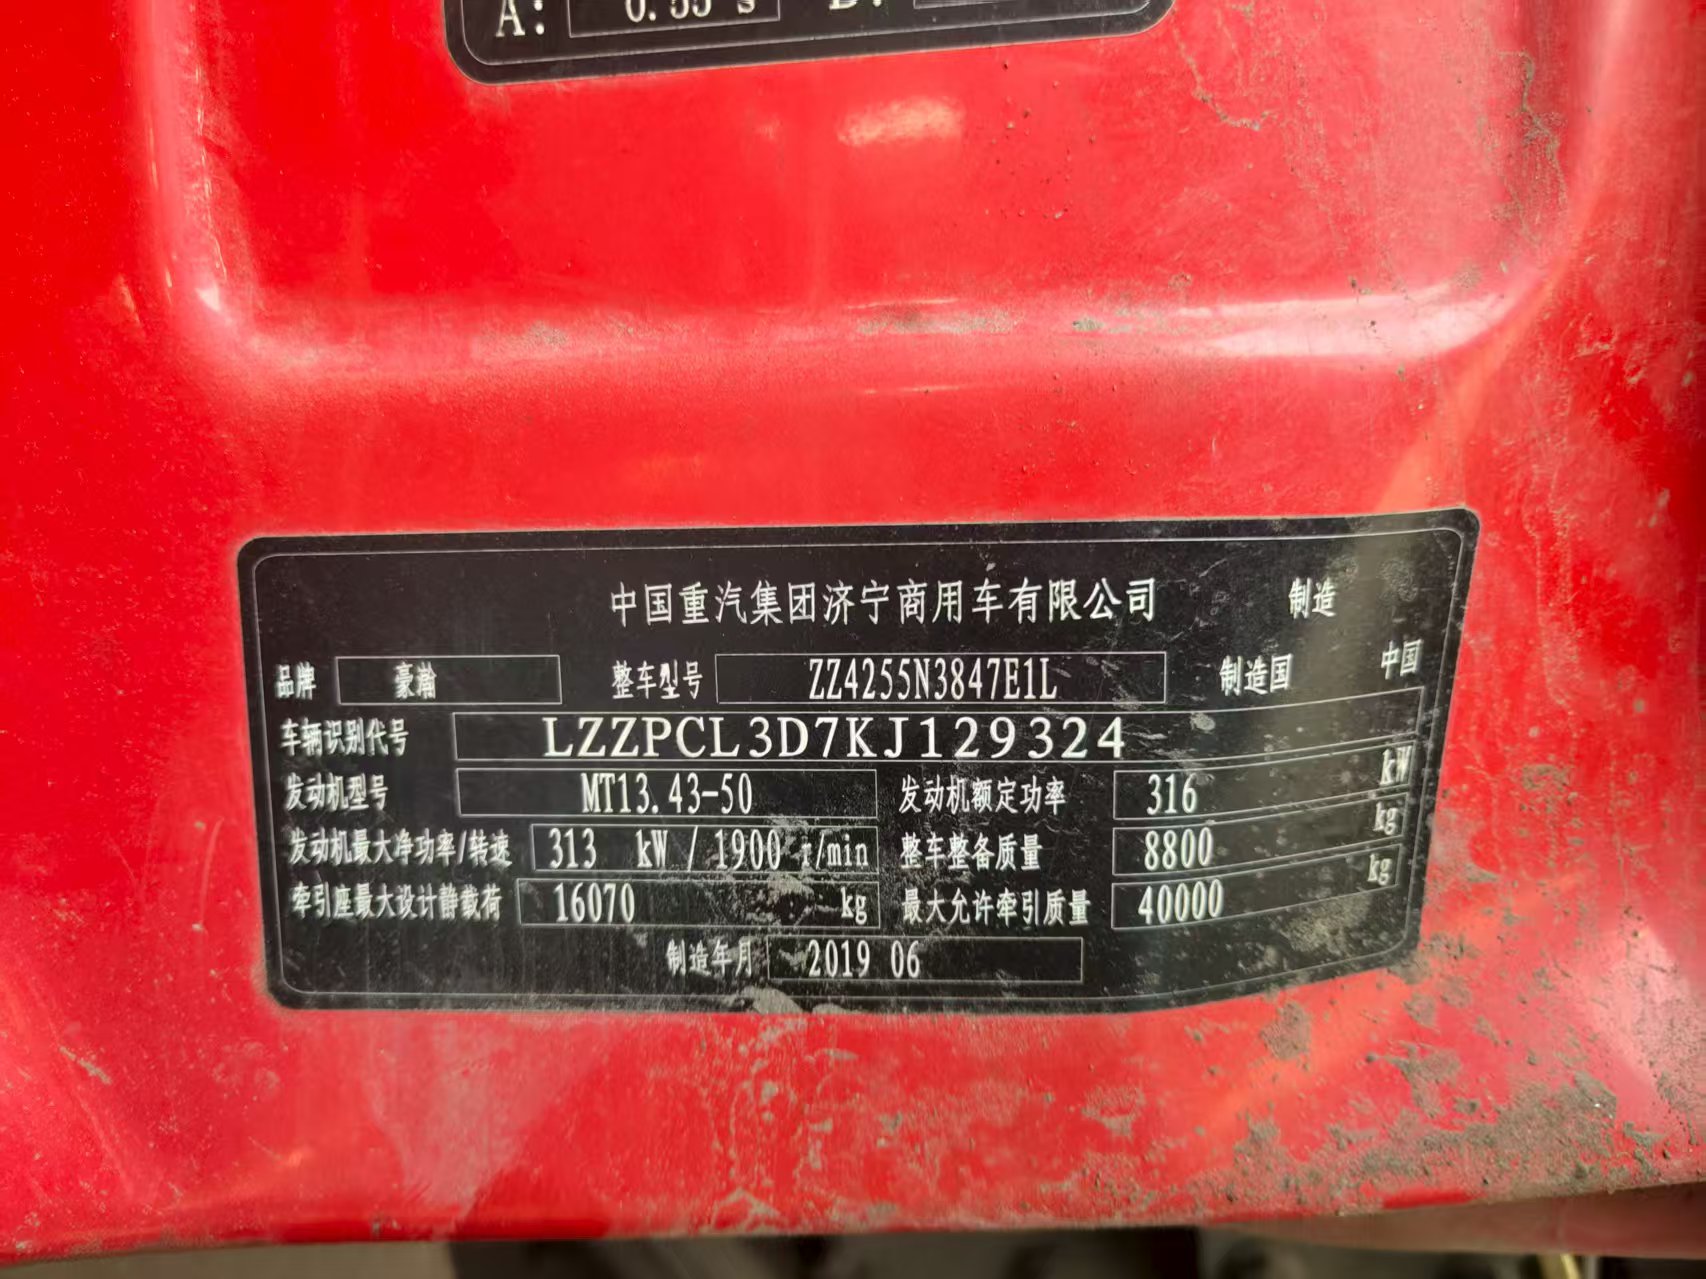 A: 0.55 s
中国重汽集团济宁商用车有限公司 制造
品牌 豪瀚 整车型号 ZZ4255N3847E1L 制造国 中国
车辆识别代号 LZZPCL3D7KJ129324
发动机型号 MT13.43-50 发动机额定功率 316 kW
发动机最大净功率/转速 313 kW / 1900 r/min 整车整备质量 8800 kg
牵引座最大设计静载荷 16070 kg 最大允许牵引质量 40000 kg
制造年月 2019 06